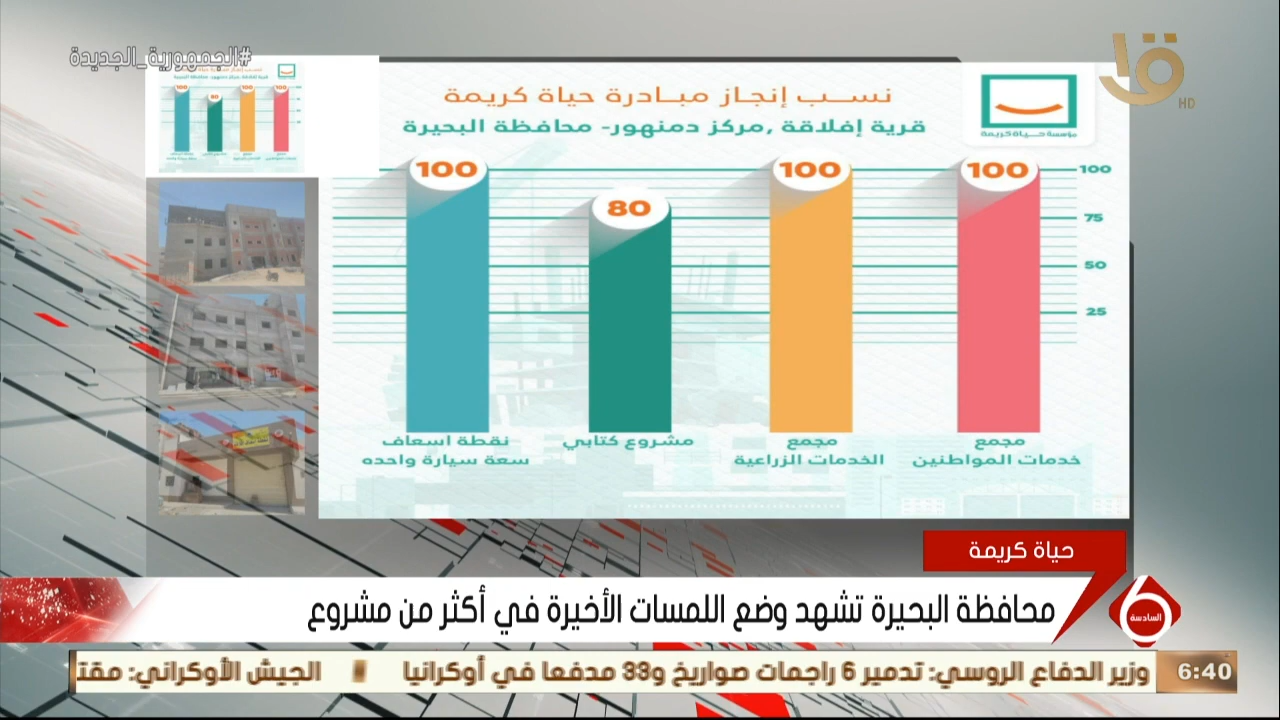 #الجمهورية_الجديدة
HD
نسب إنجاز مبادرة حياة كريمة
قرية إفلاقة ,مركز دمنهور- محافظة البحيرة
مؤسسة حياة كريمة
100
80
100
100
100
75
50
25
مجمع
خدمات المواطنين
مجمع
الخدمات الزراعية
مشروع كتابي
نقطة اسعاف
سعة سيارة واحده
حياة كريمة
محافظة البحيرة تشهد وضع اللمسات الأخيرة في أكثر من مشروع
السادسة
6:40
وزير الدفاع الروسي: تدمير 6 راجمات صواريخ و33 مدفعا في أوكرانيا
الجيش الأوكراني: مقتـ